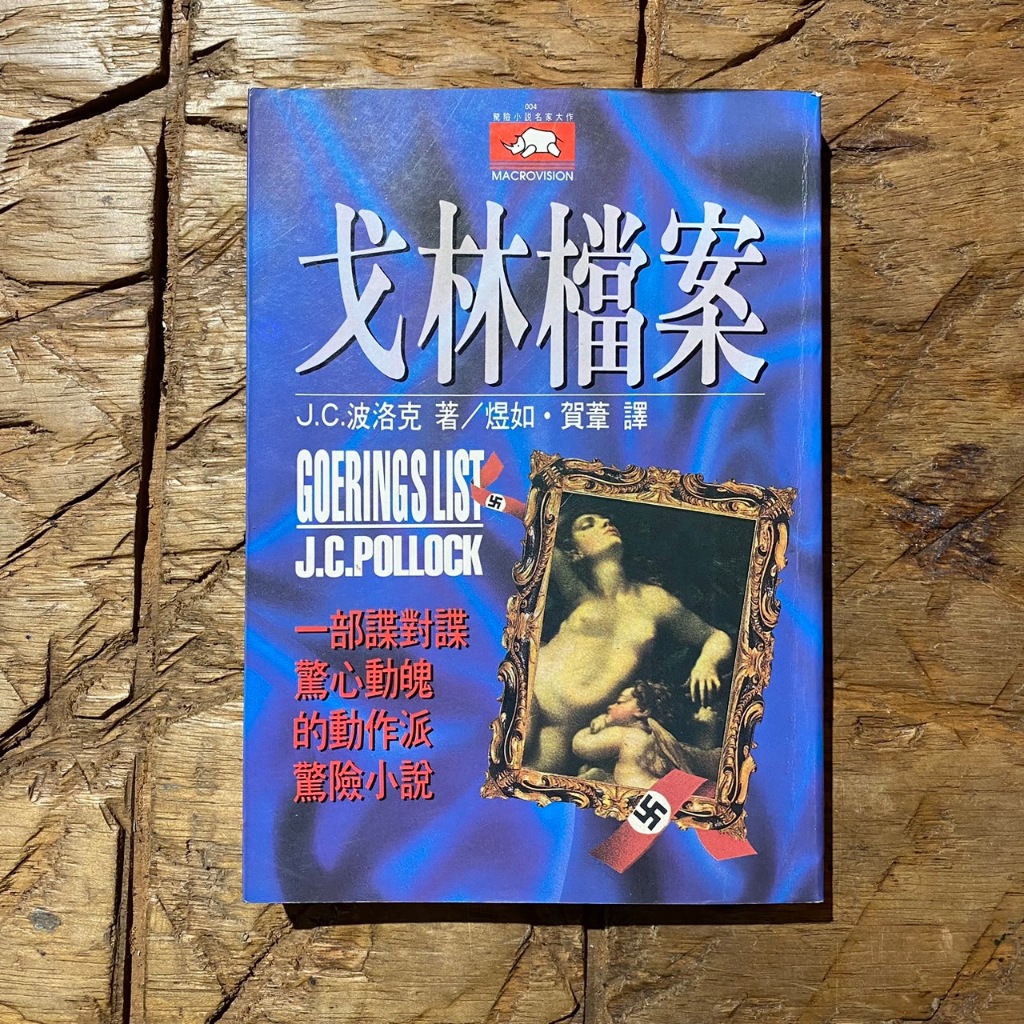 004
驚險小説名家大作
MACROVISION
戈林檔案
J.C.波洛克 著／煜如・賀葦 譯
GOERINGS LIST
J.C.POLLOCK
一部諜對諜
驚心動魄
的動作派
驚險小說